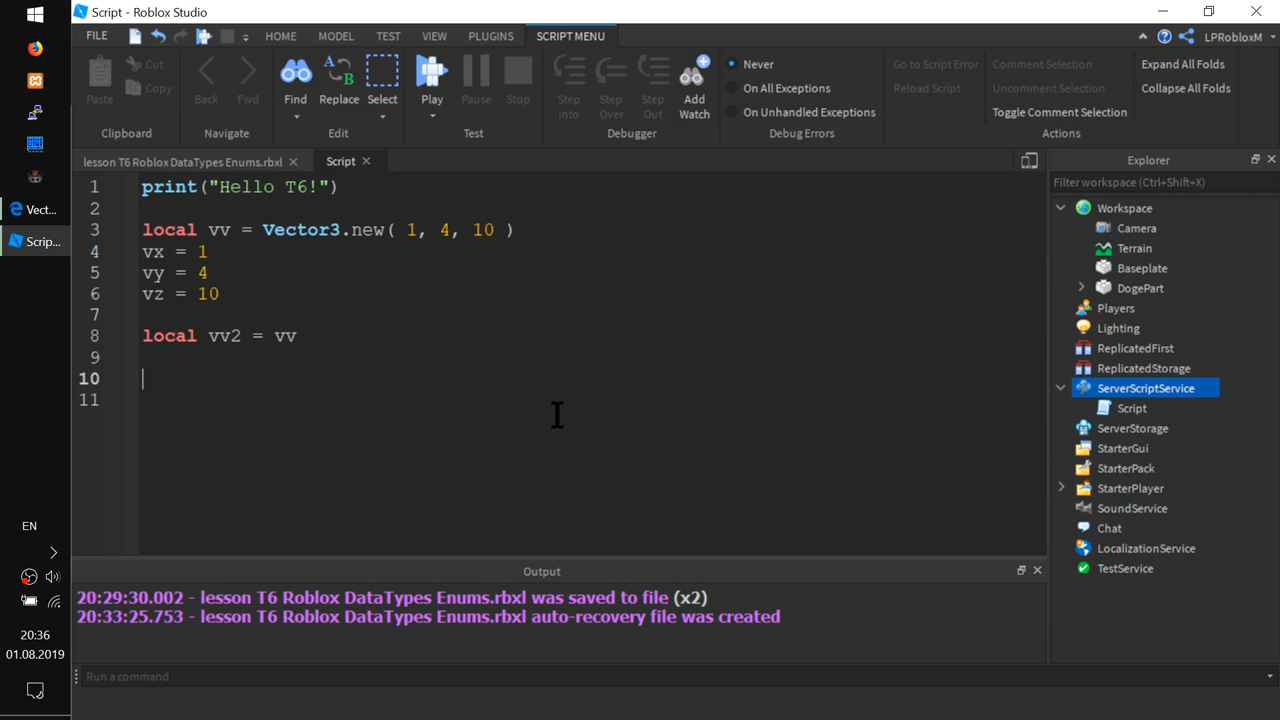 Script - Roblox Studio
FILE HOME MODEL TEST VIEW PLUGINS SCRIPT MENU LPRobloxM
Paste Cut Copy
Back Fwd
Find Replace Select
Play Pause Stop
Step Into Step Over Step Out Add Watch
Never
On All Exceptions
On Unhandled Exceptions
Go to Script Error
Reload Script
Comment Selection
Uncomment Selection
Toggle Comment Selection
Expand All Folds
Collapse All Folds
Clipboard Navigate Edit Test Debugger Debug Errors Actions
lesson T6 Roblox DataTypes Enums.rbxl Script
1 print("Hello T6!")
2
3 local vv = Vector3.new( 1, 4, 10 )
4 vx = 1
5 vy = 4
6 vz = 10
7
8 local vv2 = vv
9
10
11
Explorer
Filter workspace (Ctrl+Shift+X)
Workspace
Camera
Terrain
Baseplate
DogePart
Players
Lighting
ReplicatedFirst
ReplicatedStorage
ServerScriptService
Script
ServerStorage
StarterGui
StarterPack
StarterPlayer
SoundService
Chat
LocalizationService
TestService
Output
20:29:30.002 - lesson T6 Roblox DataTypes Enums.rbxl was saved to file (x2)
20:33:25.753 - lesson T6 Roblox DataTypes Enums.rbxl auto-recovery file was created
Run a command
Vect...
Scrip...
EN
20:36
01.08.2019